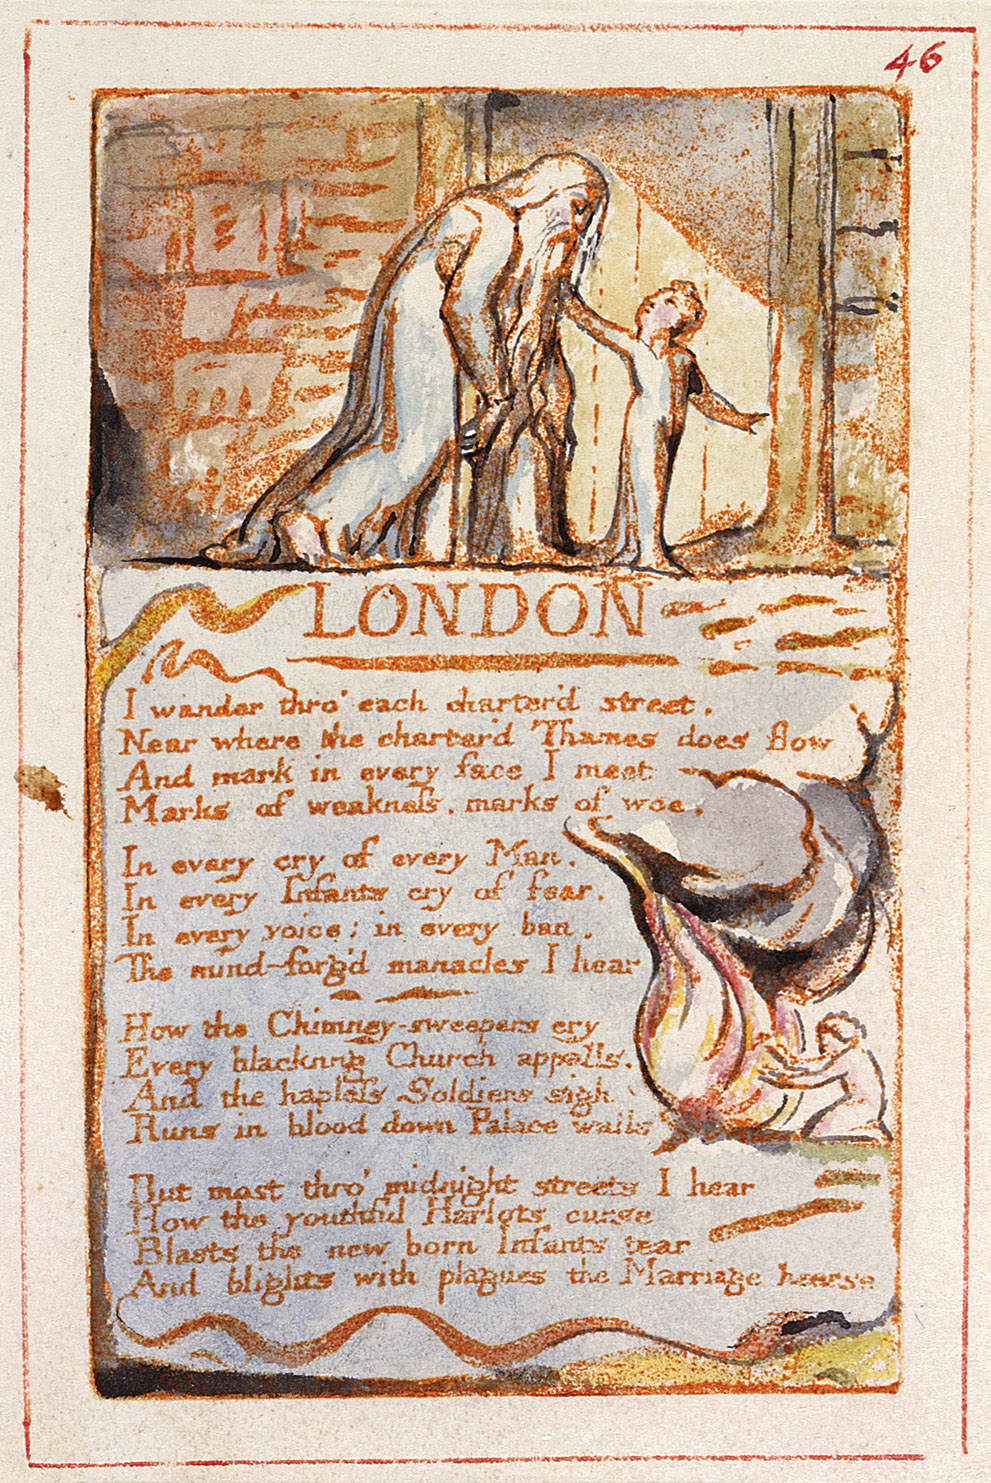 46
LONDON
I wander thro' each charter'd street,
Near where the charter'd Thames does flow
And mark in every face I meet
Marks of weakneſs, marks of woe.
In every cry of every Man,
In every Infants cry of fear,
In every voice; in every ban,
The mind-forg'd manacles I hear
How the Chimney-sweepers cry
Every blackning Church appalls,
And the hapleſs Soldiers sigh
Runs in blood down Palace walls
But most thro' midnight streets I hear
How the youthful Harlots curse
Blasts the new born Infants tear
And blights with plagues the Marriage hearse